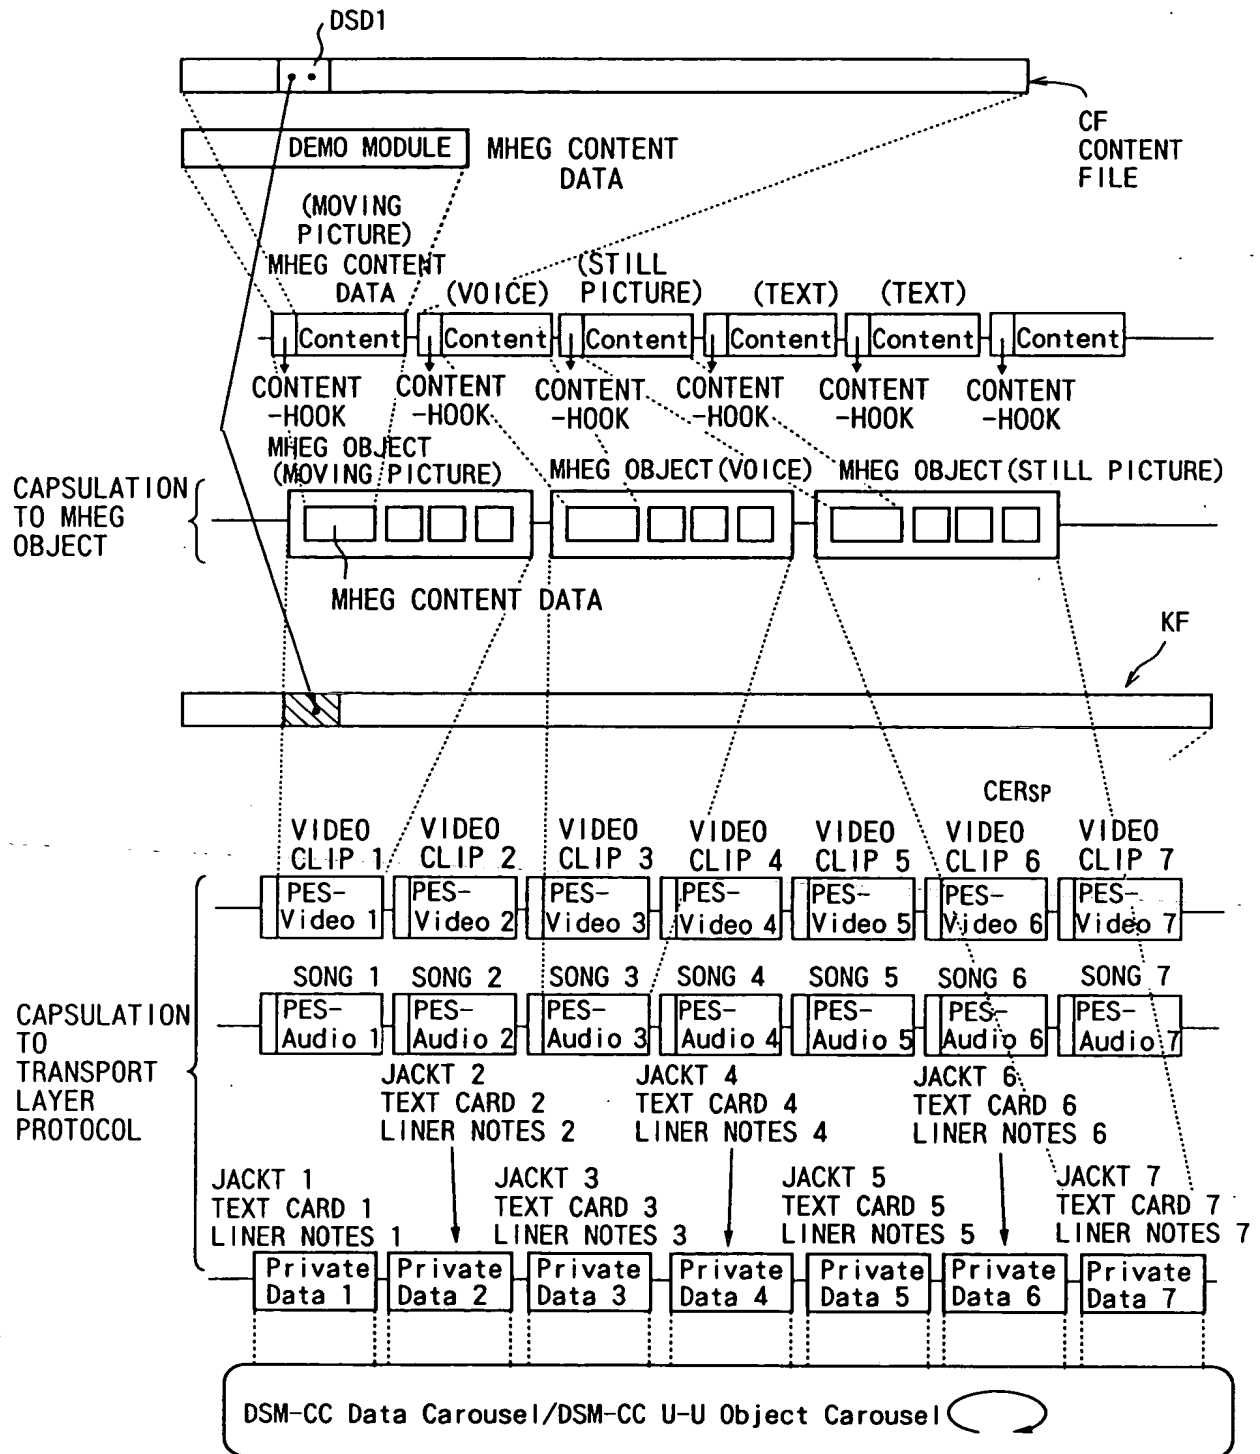 DSD1
CF
CONTENT
FILE
DEMO MODULE
MHEG CONTENT
DATA
(MOVING
PICTURE)
MHEG CONTENT
DATA
(VOICE)
(STILL
PICTURE)
(TEXT)
(TEXT)
Content
Content
Content
Content
Content
Content
CONTENT
-HOOK
CONTENT
-HOOK
CONTENT
-HOOK
CONTENT
-HOOK
CONTENT
-HOOK
CONTENT
-HOOK
MHEG OBJECT
(MOVING PICTURE)
MHEG OBJECT(VOICE)
MHEG OBJECT(STILL PICTURE)
CAPSULATION
TO MHEG
OBJECT
MHEG CONTENT DATA
KF
CERSP
VIDEO
CLIP 1
VIDEO
CLIP 2
VIDEO
CLIP 3
VIDEO
CLIP 4
VIDEO
CLIP 5
VIDEO
CLIP 6
VIDEO
CLIP 7
PES-
Video 1
PES-
Video 2
PES-
Video 3
PES-
Video 4
PES-
Video 5
PES-
Video 6
PES-
Video 7
SONG 1
SONG 2
SONG 3
SONG 4
SONG 5
SONG 6
SONG 7
PES-
Audio 1
PES-
Audio 2
PES-
Audio 3
PES-
Audio 4
PES-
Audio 5
PES-
Audio 6
PES-
Audio 7
CAPSULATION
TO
TRANSPORT
LAYER
PROTOCOL
JACKT 2
TEXT CARD 2
LINER NOTES 2
JACKT 4
TEXT CARD 4
LINER NOTES 4
JACKT 6
TEXT CARD 6
LINER NOTES 6
JACKT 1
TEXT CARD 1
LINER NOTES 1
JACKT 3
TEXT CARD 3
LINER NOTES 3
JACKT 5
TEXT CARD 5
LINER NOTES 5
JACKT 7
TEXT CARD 7
LINER NOTES 7
Private
Data 1
Private
Data 2
Private
Data 3
Private
Data 4
Private
Data 5
Private
Data 6
Private
Data 7
DSM-CC Data Carousel/DSM-CC U-U Object Carousel